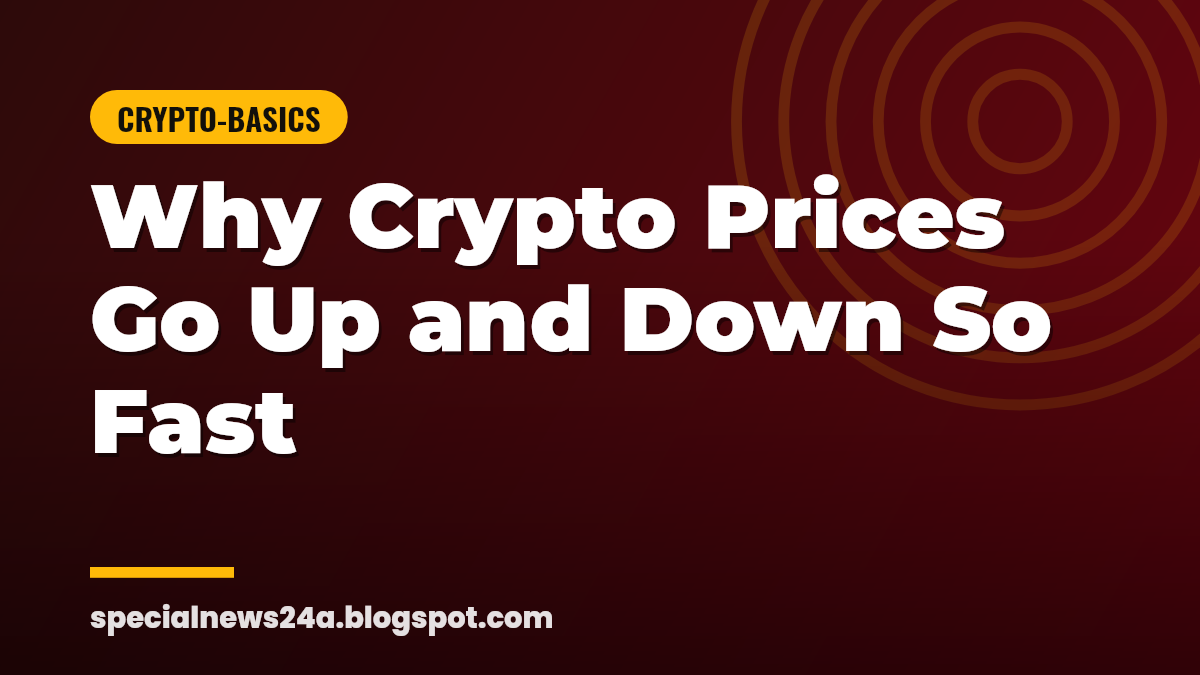 CRYPTO-BASICS
Why Crypto Prices
Go Up and Down So
Fast
specialnews24a.blogspot.com